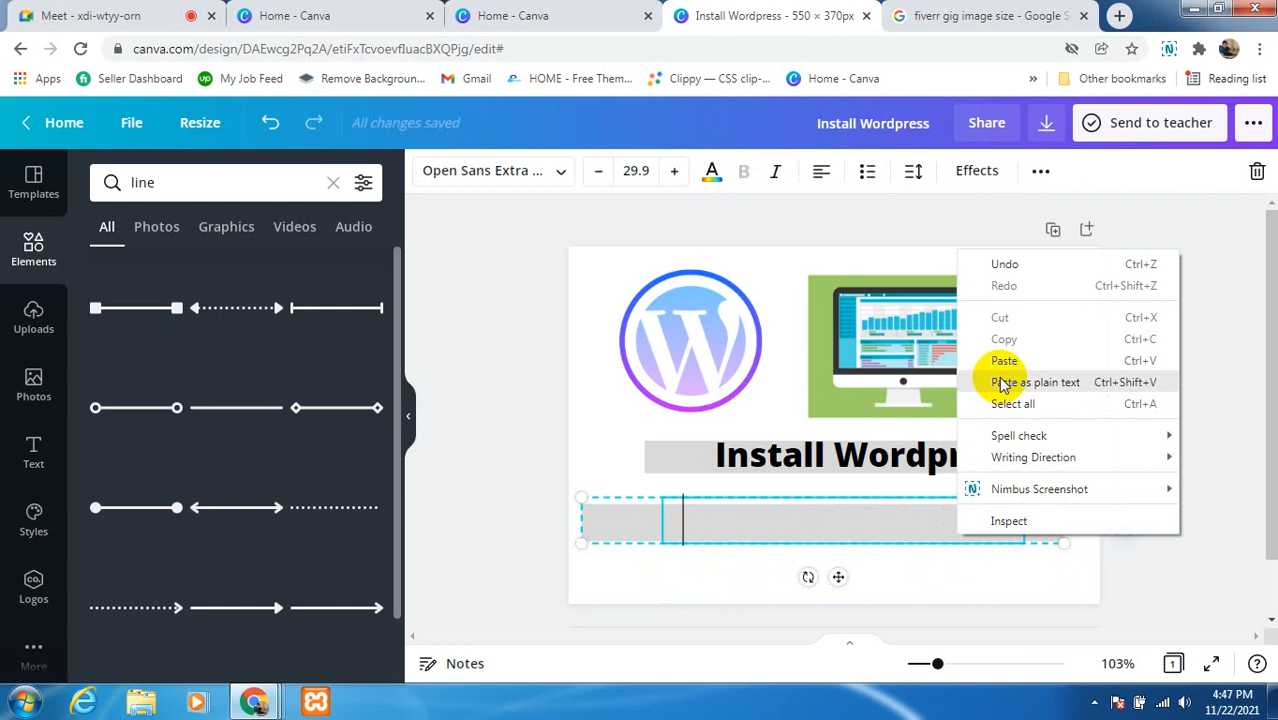 Meet - xdi-wtyy-orn
Home - Canva
Home - Canva
Install Wordpress - 550 × 370px
fiverr gig image size - Google S
canva.com/design/DAEwcg2Pq2A/etiFxTcvoevfIuacBXQPjg/edit#
Apps
Seller Dashboard
My Job Feed
Remove Backgroun...
Gmail
HOME - Free Them...
Clippy — CSS clip-...
Home - Canva
»
Other bookmarks
Reading list
Home
File
Resize
All changes saved
Install Wordpress
Share
Send to teacher
Templates
Elements
Uploads
Photos
Text
Styles
CO.
Logos
More
line
All
Photos
Graphics
Videos
Audio
Open Sans Extra ...
29.9
A
B
I
Effects
W
Install Wordpr
Undo Ctrl+Z
Redo Ctrl+Shift+Z
Cut Ctrl+X
Copy Ctrl+C
Paste Ctrl+V
Paste as plain text Ctrl+Shift+V
Select all Ctrl+A
Spell check
Writing Direction
N Nimbus Screenshot
Inspect
Notes
103%
1
4:47 PM
11/22/2021